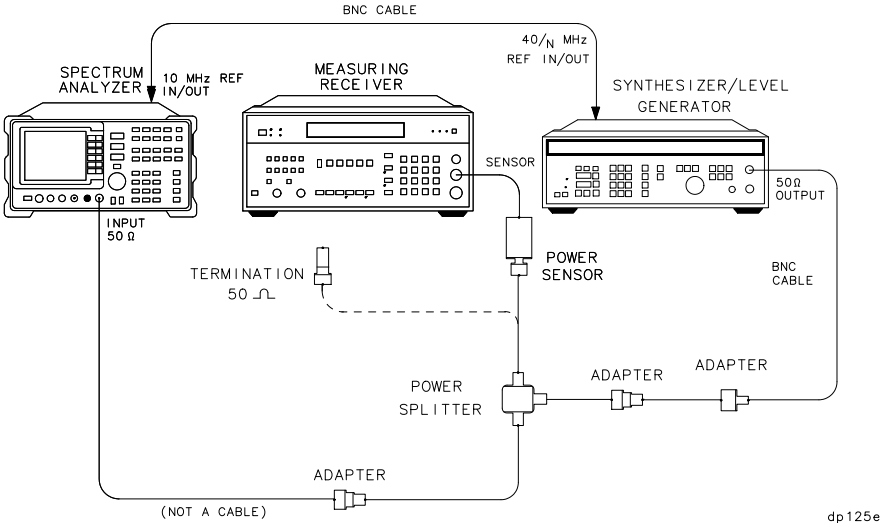 BNC CABLE
40/N MHz
REF IN/OUT
SPECTRUM
ANALYZER
10 MHz REF
IN/OUT
MEASURING
RECEIVER
SYNTHESIZER/LEVEL
GENERATOR
SENSOR
50Ω
OUTPUT
INPUT
50 Ω
POWER
SENSOR
TERMINATION
50 Ω
BNC
CABLE
POWER
SPLITTER
ADAPTER
ADAPTER
ADAPTER
(NOT A CABLE)
dp125e